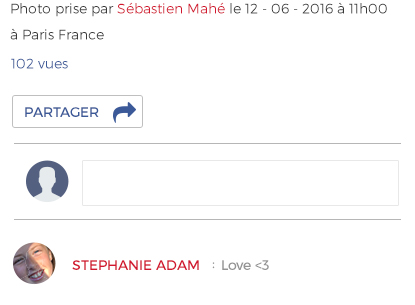 Photo prise par Sébastien Mahé le 12 - 06 - 2016 à 11h00
à Paris France
102 vues
PARTAGER
STEPHANIE ADAM : Love <3